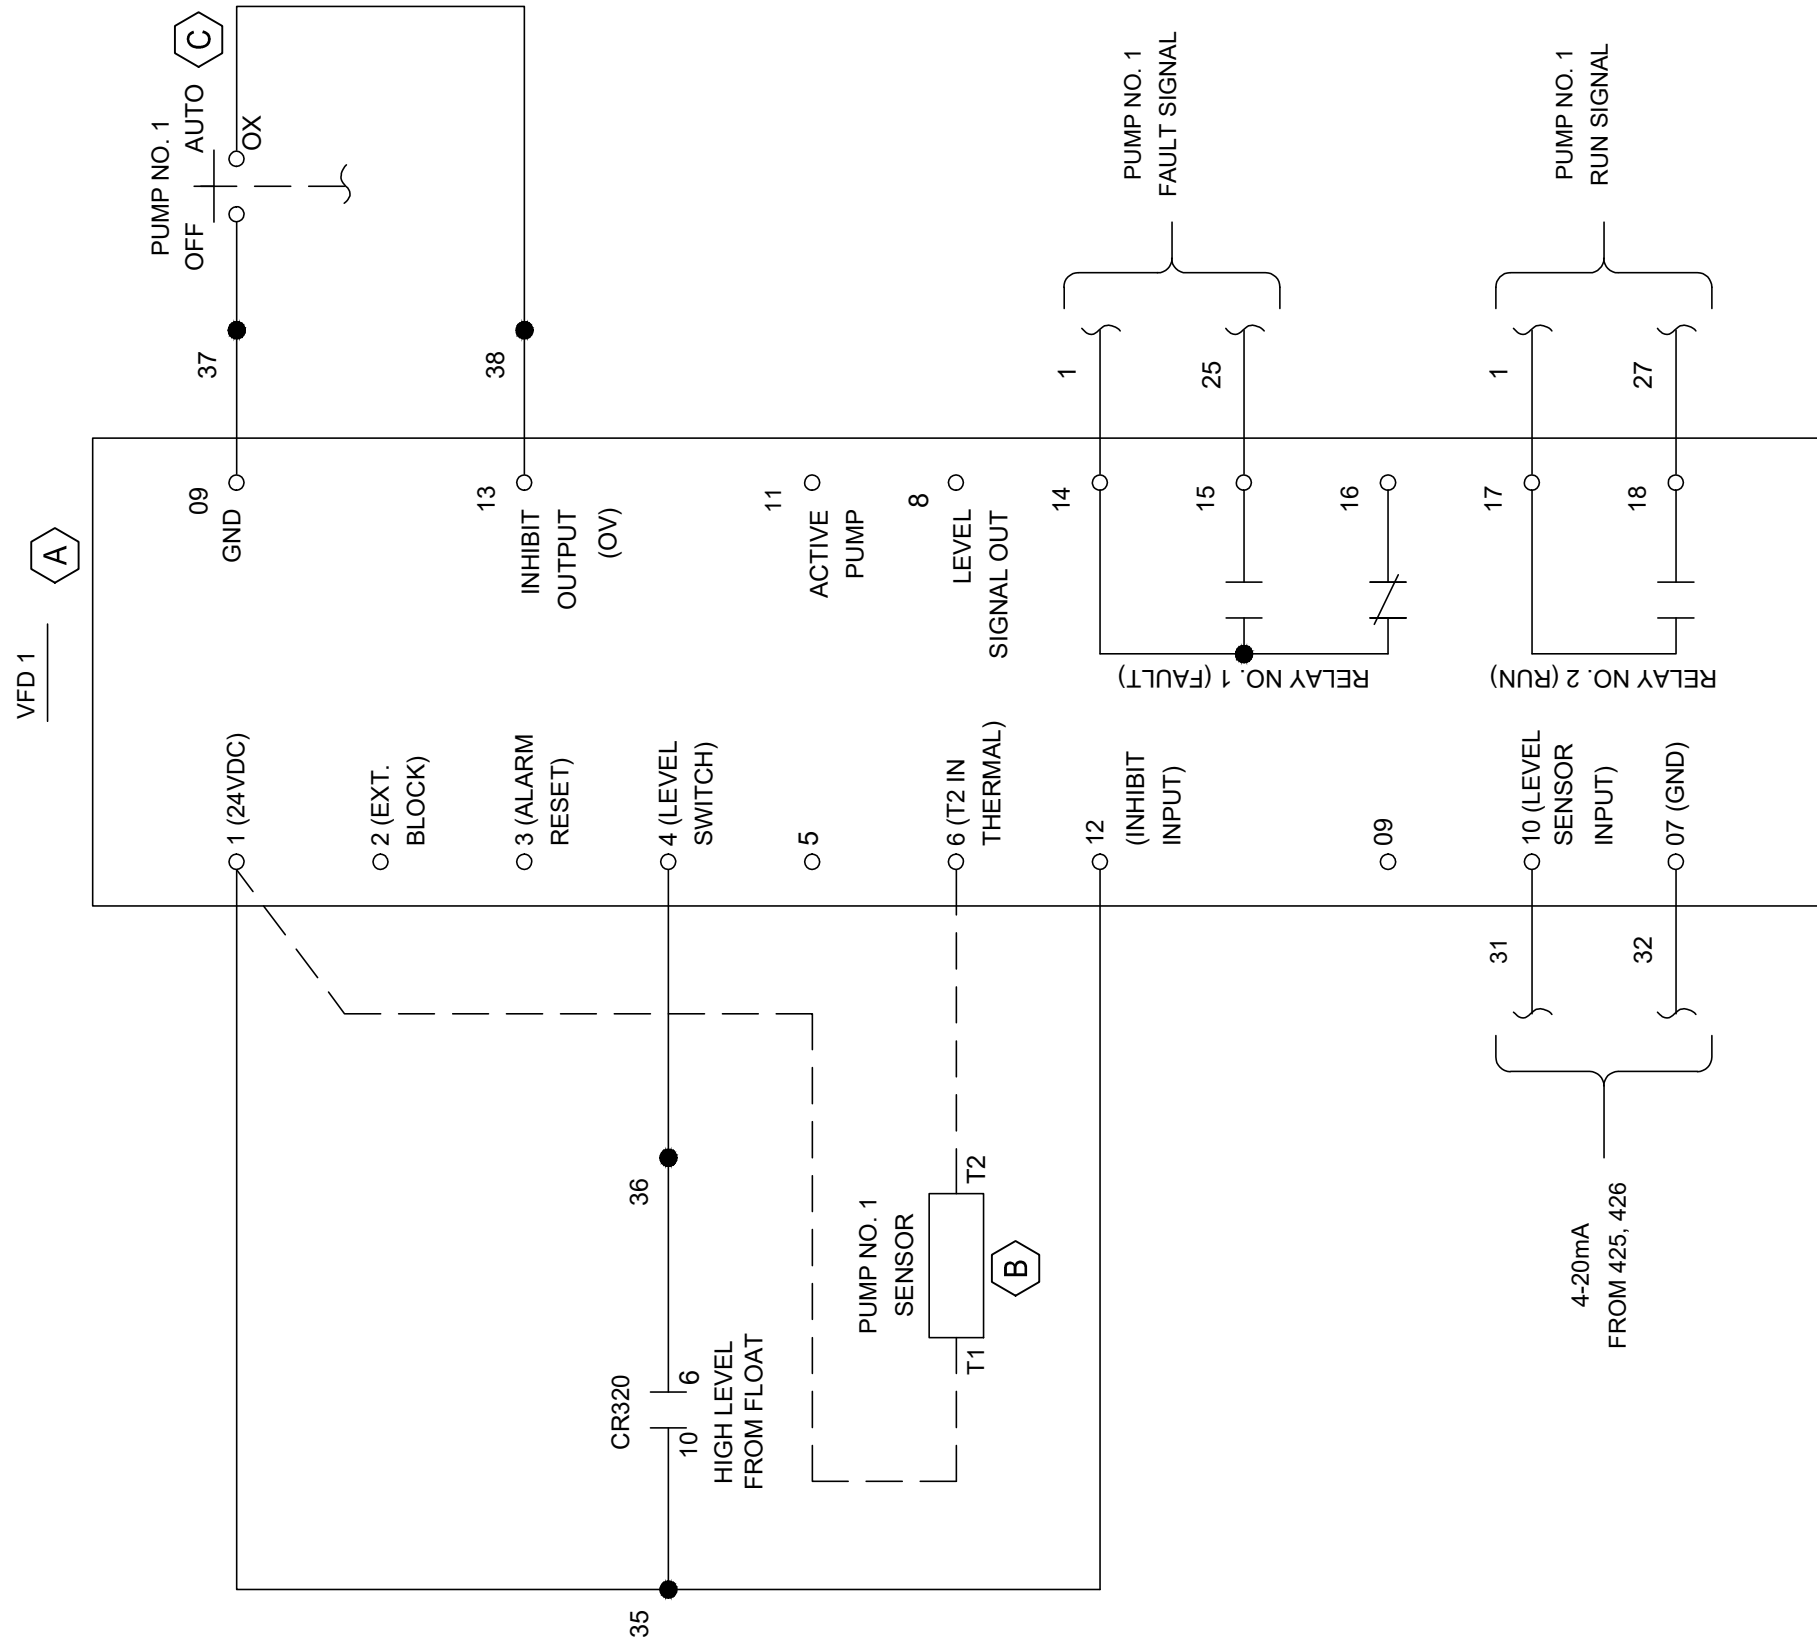 VFD 1
A
PUMP NO. 1
OFF
AUTO
C
OX
37
38
09
GND
13
INHIBIT
OUTPUT
(OV)
11
ACTIVE
PUMP
8
LEVEL
SIGNAL OUT
14
15
16
RELAY NO. 1 (FAULT)
17
18
RELAY NO. 2 (RUN)
1
25
PUMP NO. 1
FAULT SIGNAL
1
27
PUMP NO. 1
RUN SIGNAL
1 (24VDC)
2 (EXT.
BLOCK)
3 (ALARM
RESET)
4 (LEVEL
SWITCH)
5
6 (T2 IN
THERMAL)
12
(INHIBIT
INPUT)
09
10 (LEVEL
SENSOR
INPUT)
07 (GND)
31
32
4-20mA
FROM 425, 426
35
36
CR320
10
6
HIGH LEVEL
FROM FLOAT
PUMP NO. 1
SENSOR
T1
T2
B